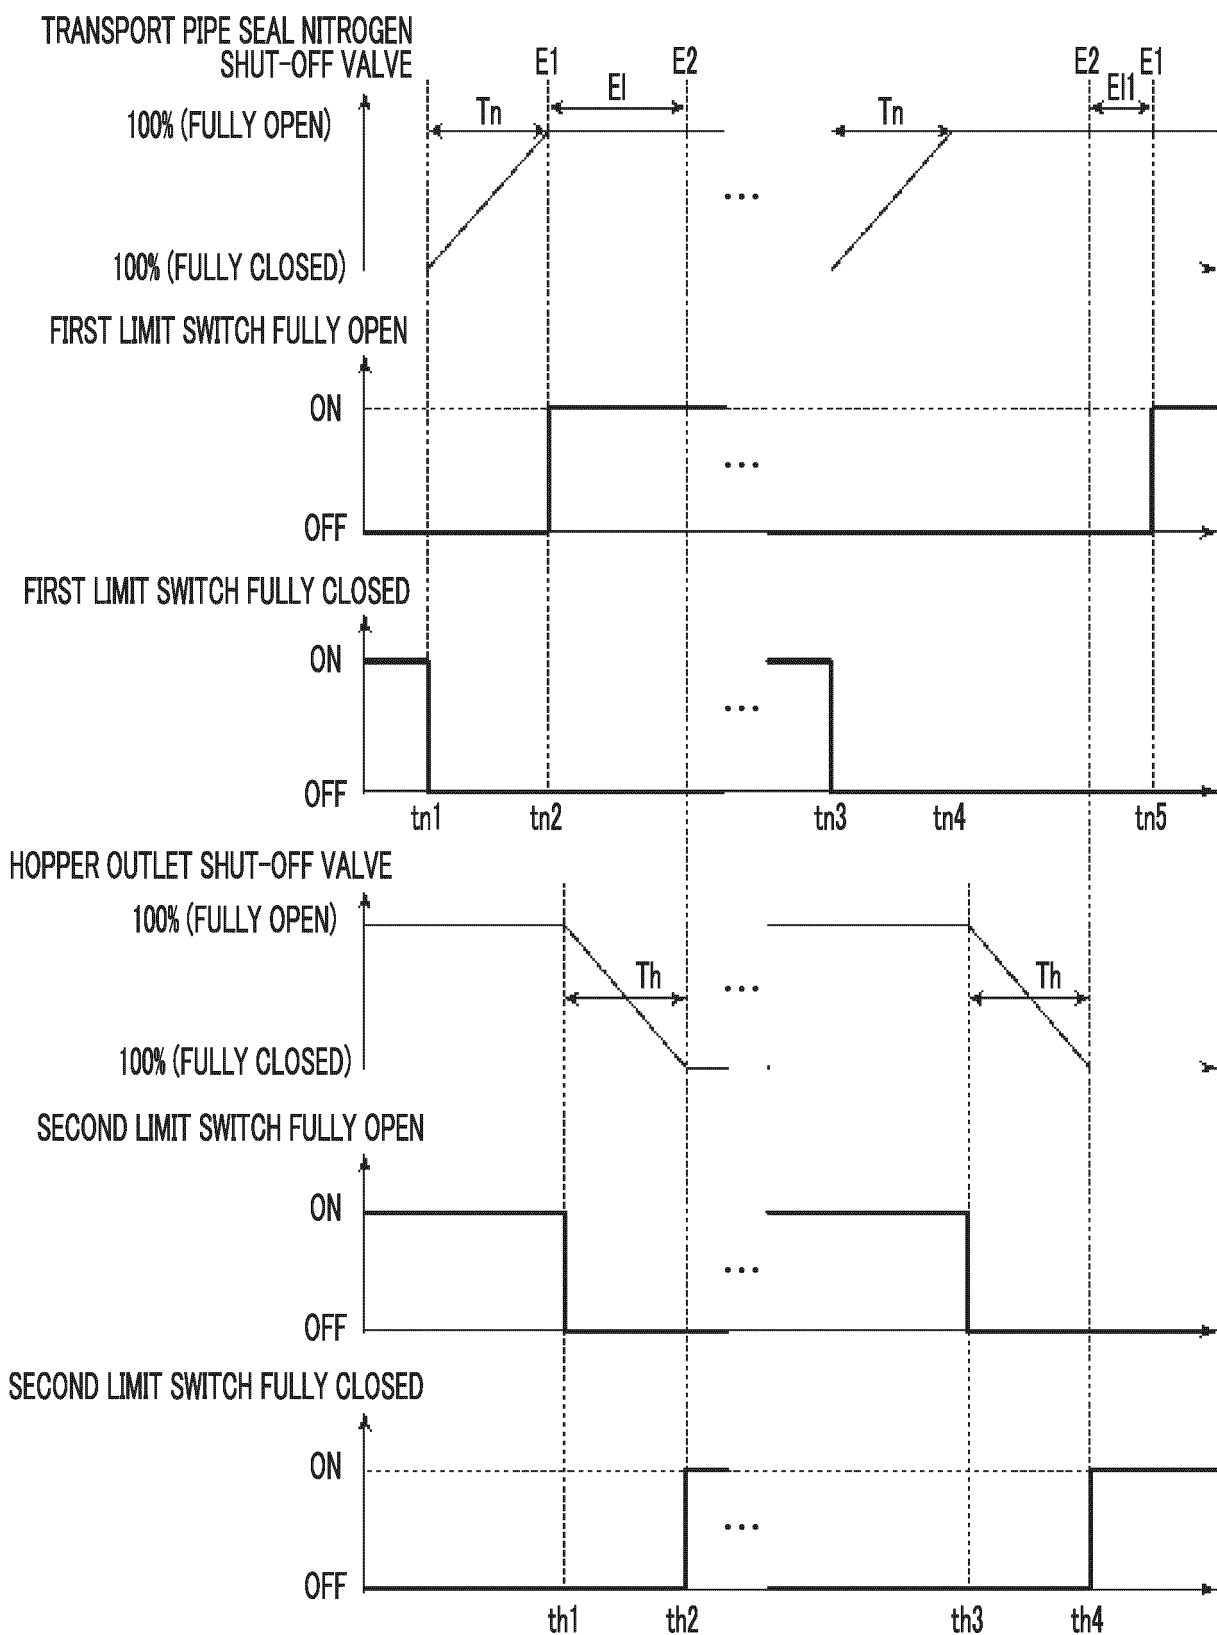 TRANSPORT PIPE SEAL NITROGEN
SHUT-OFF VALVE
E1
E2
E2
E1
El
El1
Tn
Tn
100% (FULLY OPEN)
...
100% (FULLY CLOSED)
FIRST LIMIT SWITCH FULLY OPEN
ON
...
OFF
FIRST LIMIT SWITCH FULLY CLOSED
ON
...
OFF
tn1
tn2
tn3
tn4
tn5
HOPPER OUTLET SHUT-OFF VALVE
100% (FULLY OPEN)
Th
...
Th
100% (FULLY CLOSED)
SECOND LIMIT SWITCH FULLY OPEN
ON
...
OFF
SECOND LIMIT SWITCH FULLY CLOSED
ON
...
OFF
th1
th2
th3
th4